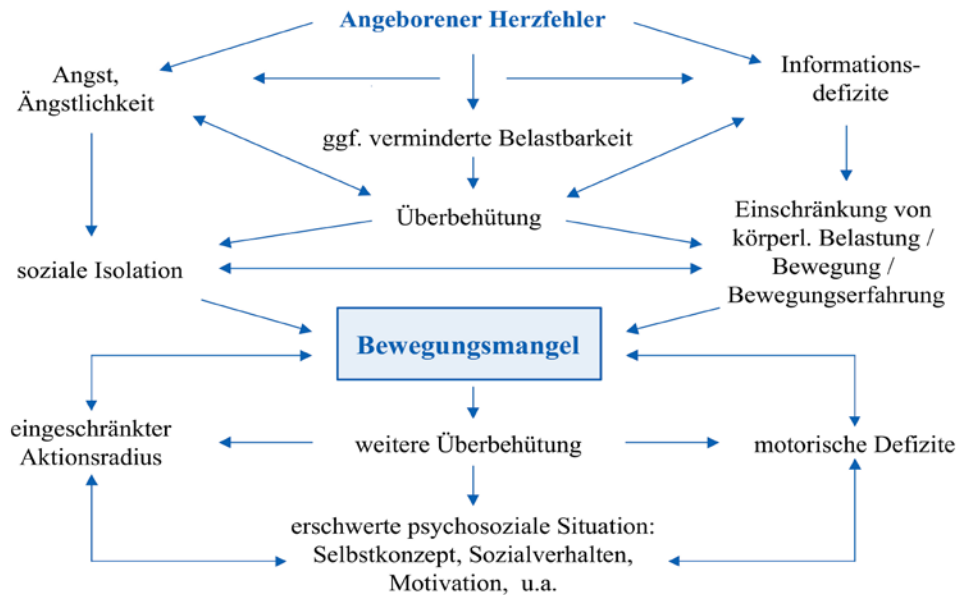 Angeborener Herzfehler
Angst,
Ängstlichkeit
Informations-
defizite
ggf. verminderte Belastbarkeit
Überbehütung
soziale Isolation
Einschränkung von
körperl. Belastung /
Bewegung /
Bewegungserfahrung
Bewegungsmangel
eingeschränkter
Aktionsradius
weitere Überbehütung
motorische Defizite
erschwerte psychosoziale Situation:
Selbstkonzept, Sozialverhalten,
Motivation, u.a.